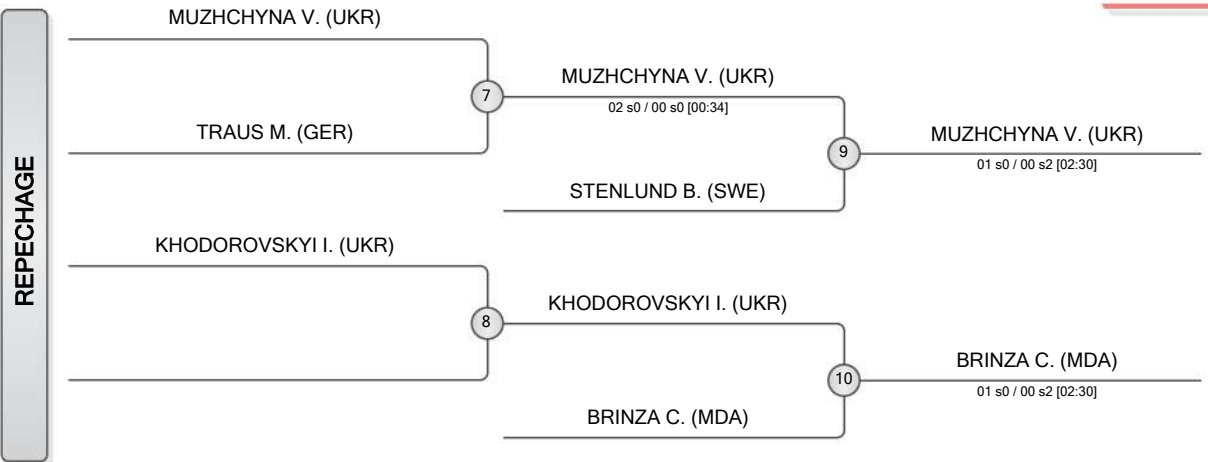 REPECHAGE
MUZHCHYNA V. (UKR)
7
MUZHCHYNA V. (UKR)
02 s0 / 00 s0 [00:34]
TRAUS M. (GER)
9
MUZHCHYNA V. (UKR)
01 s0 / 00 s2 [02:30]
STENLUND B. (SWE)
KHODOROVSKYI I. (UKR)
8
KHODOROVSKYI I. (UKR)
10
BRINZA C. (MDA)
01 s0 / 00 s2 [02:30]
BRINZA C. (MDA)